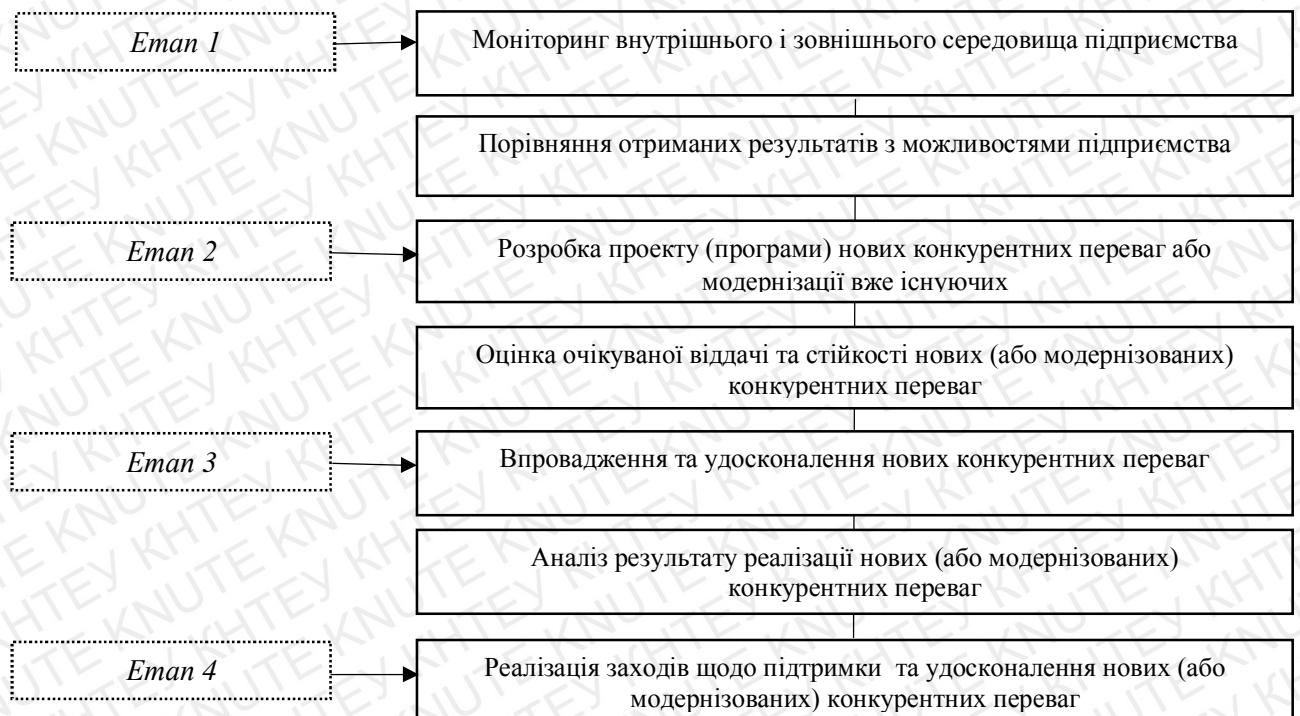 Етап 1
Моніторинг внутрішнього і зовнішнього середовища підприємства
Порівняння отриманих результатів з можливостями підприємства
Етап 2
Розробка проекту (програми) нових конкурентних переваг або
модернізації вже існуючих
Оцінка очікуваної віддачі та стійкості нових (або модернізованих)
конкурентних переваг
Етап 3
Впровадження та удосконалення нових конкурентних переваг
Аналіз результату реалізації нових (або модернізованих)
конкурентних переваг
Етап 4
Реалізація заходів щодо підтримки та удосконалення нових (або
модернізованих) конкурентних переваг